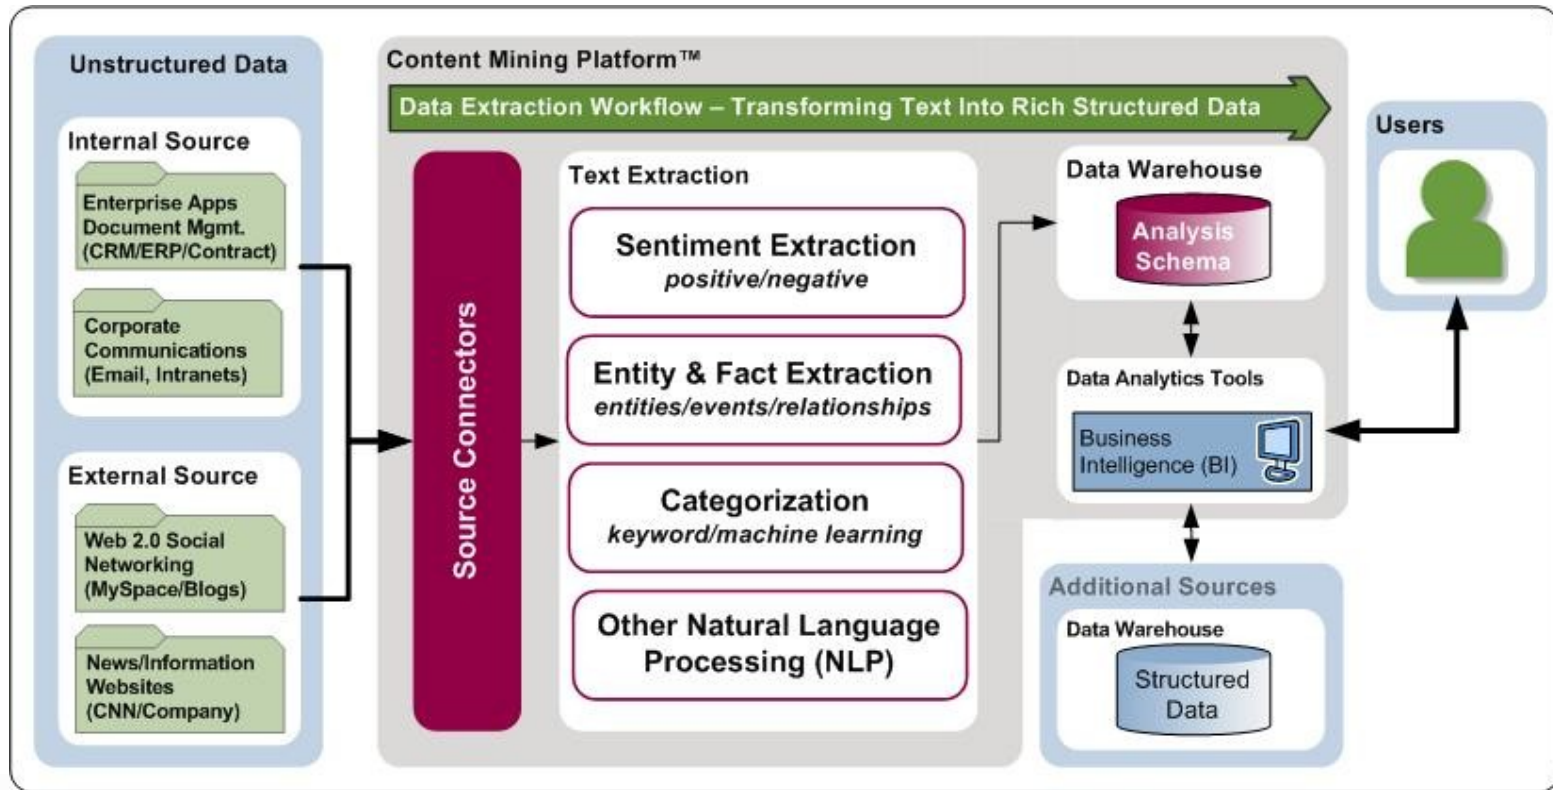 Unstructured Data
Internal Source
Enterprise Apps
Document Mgmt.
(CRM/ERP/Contract)
Corporate
Communications
(Email, Intranets)
External Source
Web 2.0 Social
Networking
(MySpace/Blogs)
News/Information
Websites
(CNN/Company)
Content Mining Platform™
Data Extraction Workflow – Transforming Text Into Rich Structured Data
Source Connectors
Text Extraction
Sentiment Extraction
positive/negative
Entity & Fact Extraction
entities/events/relationships
Categorization
keyword/machine learning
Other Natural Language
Processing (NLP)
Data Warehouse
Analysis
Schema
Data Analytics Tools
Business
Intelligence (BI)
Additional Sources
Data Warehouse
Structured
Data
Users